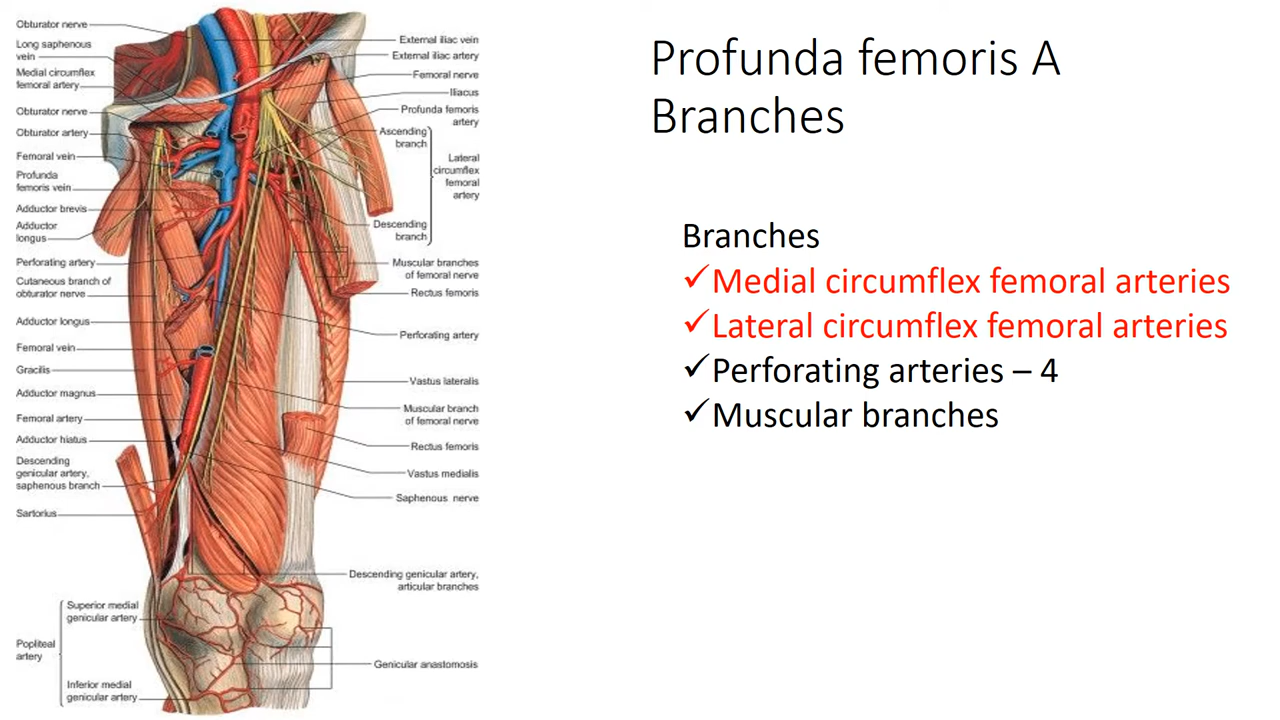 Profunda femoris A
Branches
Branches
✓Medial circumflex femoral arteries
✓Lateral circumflex femoral arteries
✓Perforating arteries – 4
✓Muscular branches
Obturator nerve
Long saphenous
vein
Medial circumflex
femoral artery
Obturator nerve
Obturator artery
Femoral vein
Profunda
femoris vein
Adductor brevis
Adductor
longus
Perforating artery
Cutaneous branch of
obturator nerve
Adductor longus
Femoral vein
Gracilis
Adductor magnus
Femoral artery
Adductor hiatus
Descending
genicular artery,
saphenous branch
Sartorius
Superior medial
genicular artery
Popliteal
artery
Inferior medial
genicular artery
External iliac vein
External iliac artery
Femoral nerve
Iliacus
Profunda femoris
artery
Ascending
branch
Lateral
circumflex
femoral
artery
Descending
branch
Muscular branches
of femoral nerve
Rectus femoris
Perforating artery
Vastus lateralis
Muscular branch
of femoral nerve
Rectus femoris
Vastus medialis
Saphenous nerve
Descending genicular artery,
articular branches
Genicular anastomosis